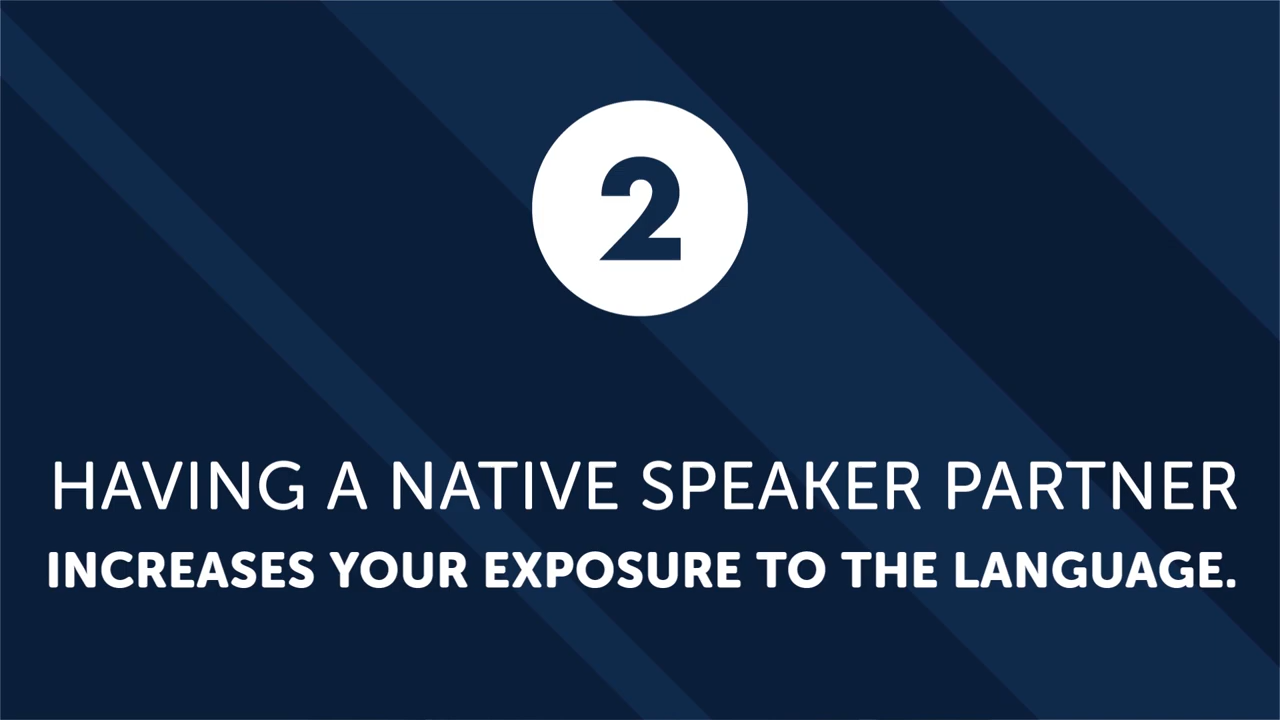 2
HAVING A NATIVE SPEAKER PARTNER
INCREASES YOUR EXPOSURE TO THE LANGUAGE.